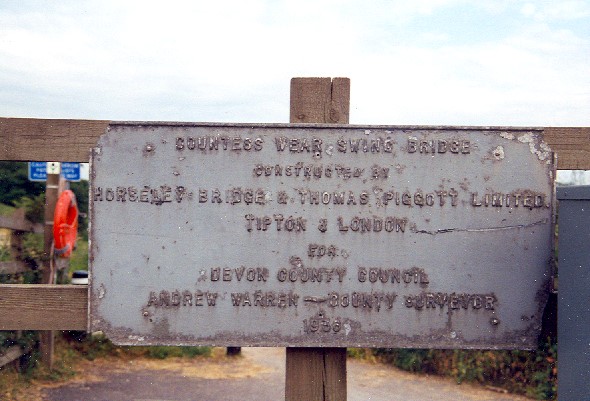 COUNTESS WEAR SWING BRIDGE
CONSTRUCTED BY
HORSELEY BRIDGE & THOMAS PIGGOTT LIMITED
TIPTON & LONDON
FOR
DEVON COUNTY COUNCIL
ANDREW WARREN — COUNTY SURVEYOR